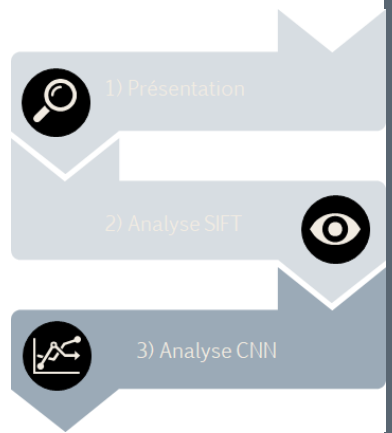 1) Présentation
2) Analyse SIFT
3) Analyse CNN